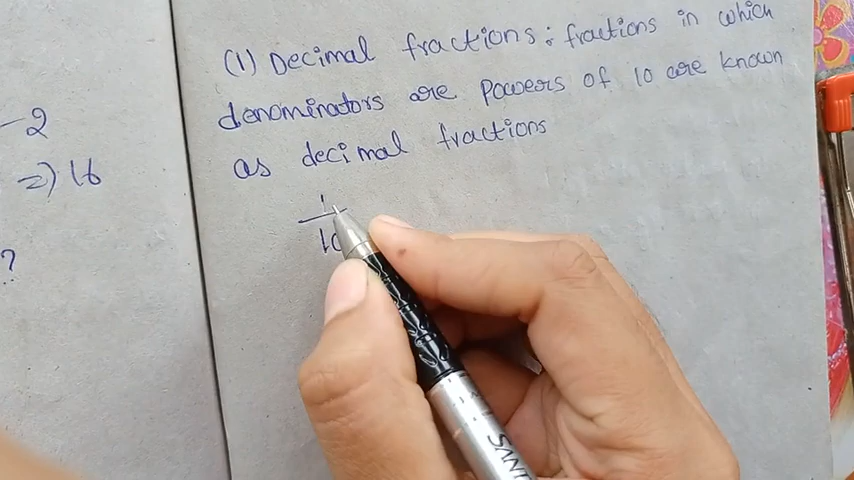 -2
=) 16
?
(1) Decimal fractions : fractions in which
denominators are powers of 10 are known
as decimal fractions
1
10
SANT